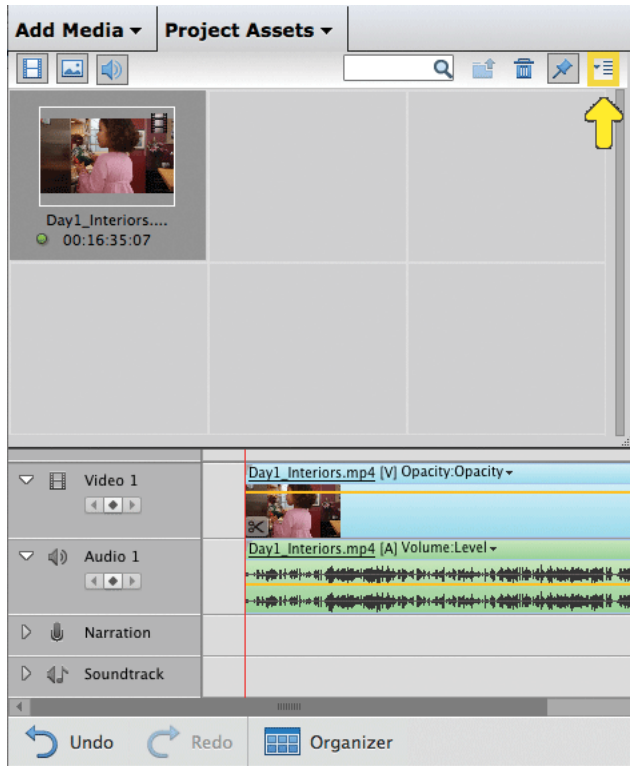 Add Media Project Assets
Day1_Interiors....
00:16:35:07
Video 1
Day1_Interiors.mp4 [V] Opacity:Opacity
Audio 1
Day1_Interiors.mp4 [A] Volume:Level
Narration
Soundtrack
Undo Redo Organizer